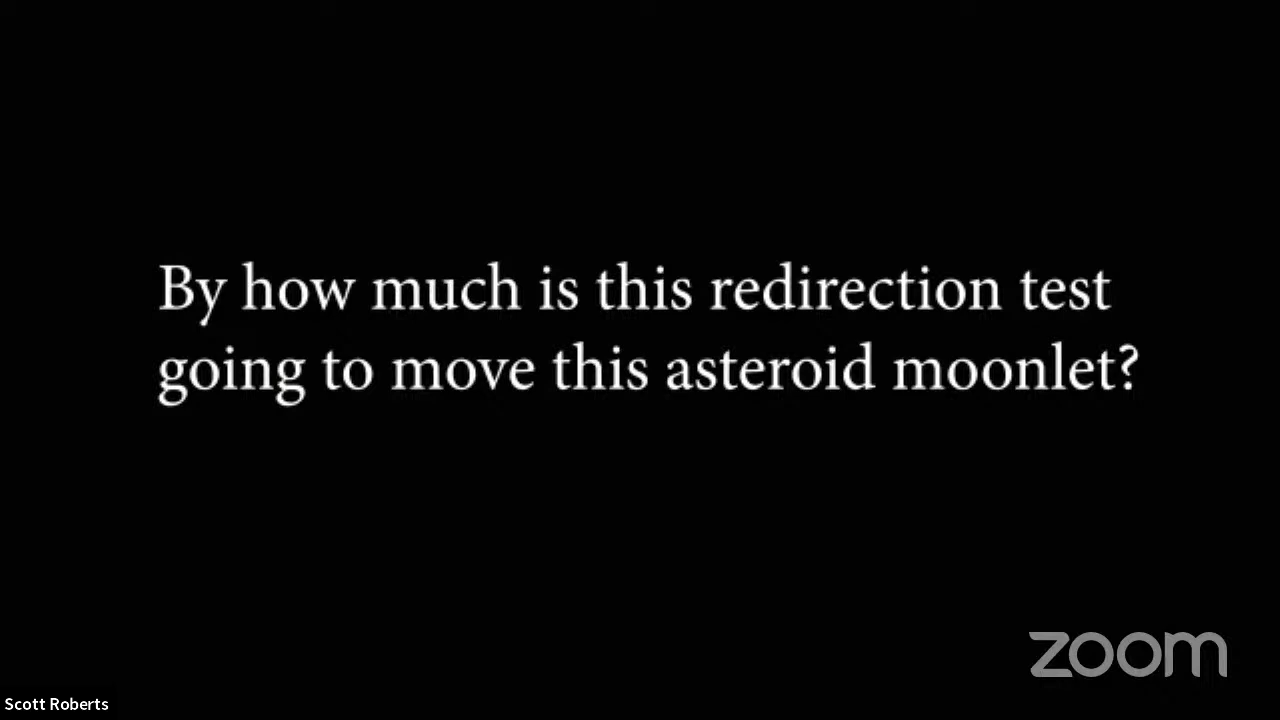 By how much is this redirection test
going to move this asteroid moonlet?
zoom
Scott Roberts